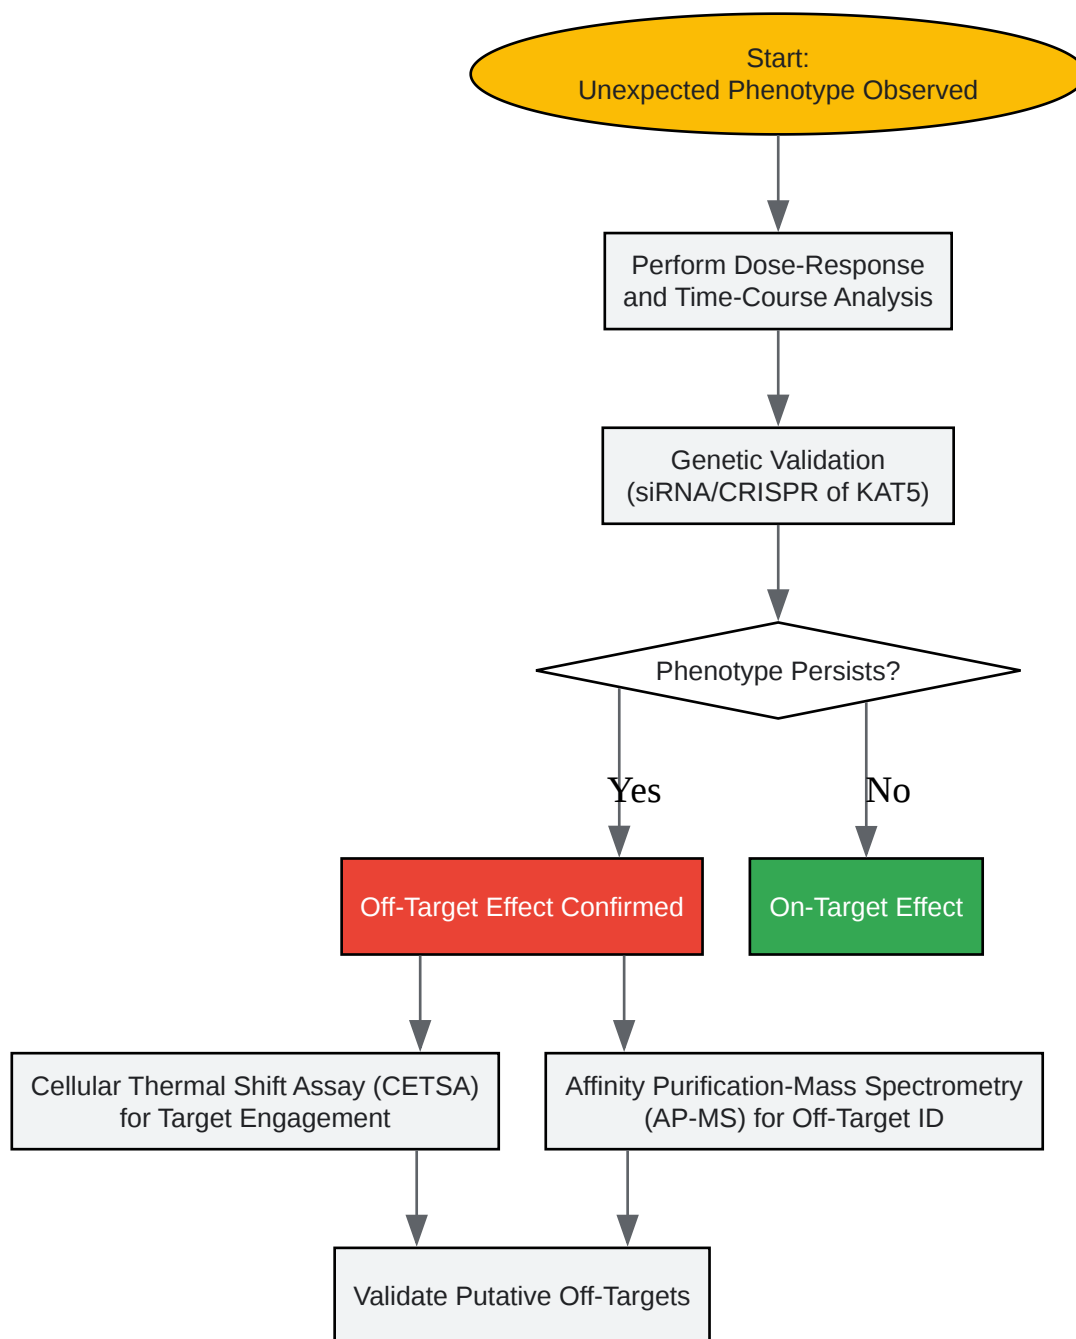 Start:
Unexpected Phenotype Observed
Perform Dose-Response
and Time-Course Analysis
Genetic Validation
(siRNA/CRISPR of KAT5)
Phenotype Persists?
Yes
No
Off-Target Effect Confirmed
On-Target Effect
Cellular Thermal Shift Assay (CETSA)
for Target Engagement
Affinity Purification-Mass Spectrometry
(AP-MS) for Off-Target ID
Validate Putative Off-Targets